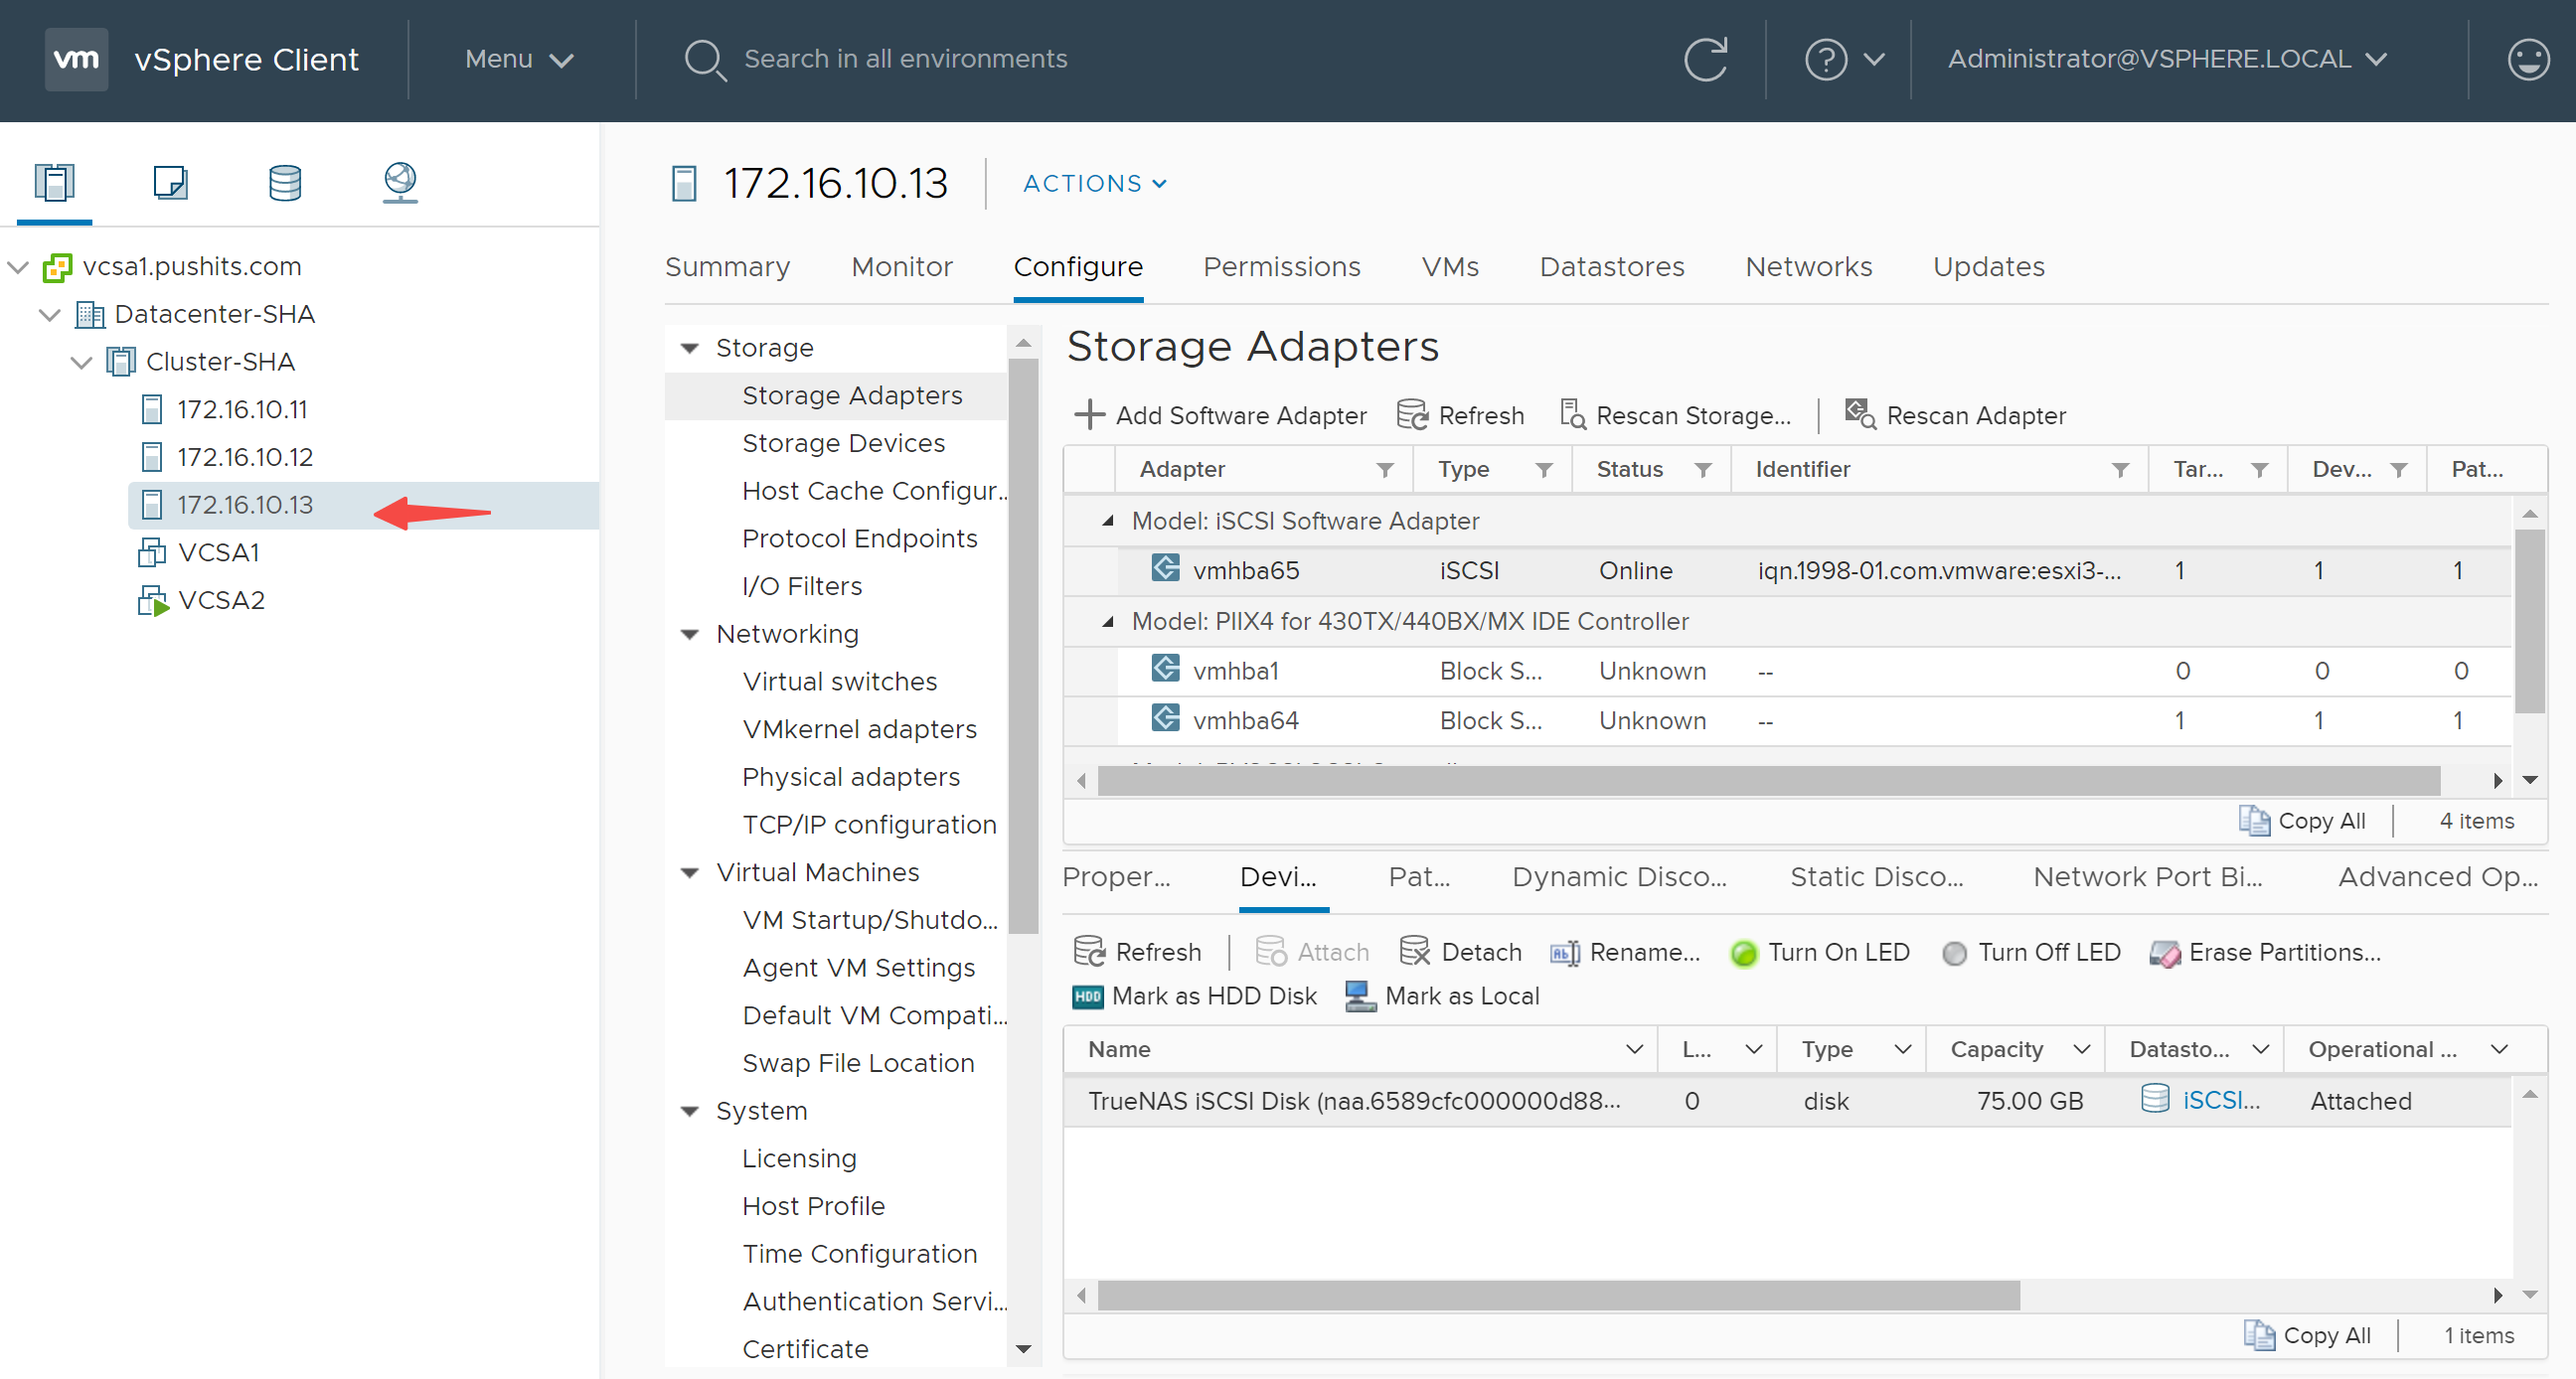 vm vSphere Client Menu Search in all environments Administrator@VSPHERE.LOCAL
vcsa1.pushits.com
Datacenter-SHA
Cluster-SHA
172.16.10.11
172.16.10.12
172.16.10.13
VCSA1
VCSA2
172.16.10.13 ACTIONS
Summary Monitor Configure Permissions VMs Datastores Networks Updates
Storage
Storage Adapters
Storage Devices
Host Cache Configur...
Protocol Endpoints
I/O Filters
Networking
Virtual switches
VMkernel adapters
Physical adapters
TCP/IP configuration
Virtual Machines
VM Startup/Shutdo...
Agent VM Settings
Default VM Compati...
Swap File Location
System
Licensing
Host Profile
Time Configuration
Authentication Servi...
Certificate
Storage Adapters
Add Software Adapter Refresh Rescan Storage... Rescan Adapter
Adapter Type Status Identifier Tar... Dev... Pat...
Model: iSCSI Software Adapter
vmhba65 iSCSI Online iqn.1998-01.com.vmware:esxi3-... 1 1 1
Model: PIIX4 for 430TX/440BX/MX IDE Controller
vmhba1 Block S... Unknown -- 0 0 0
vmhba64 Block S... Unknown -- 1 1 1
Copy All 4 items
Proper... Devi... Pat... Dynamic Disco... Static Disco... Network Port Bi... Advanced Op...
Refresh Attach Detach Rename... Turn On LED Turn Off LED Erase Partitions...
HDD Mark as HDD Disk Mark as Local
Name L... Type Capacity Datasto... Operational ...
TrueNAS iSCSI Disk (naa.6589cfc000000d88... 0 disk 75.00 GB iSCSI... Attached
Copy All 1 items